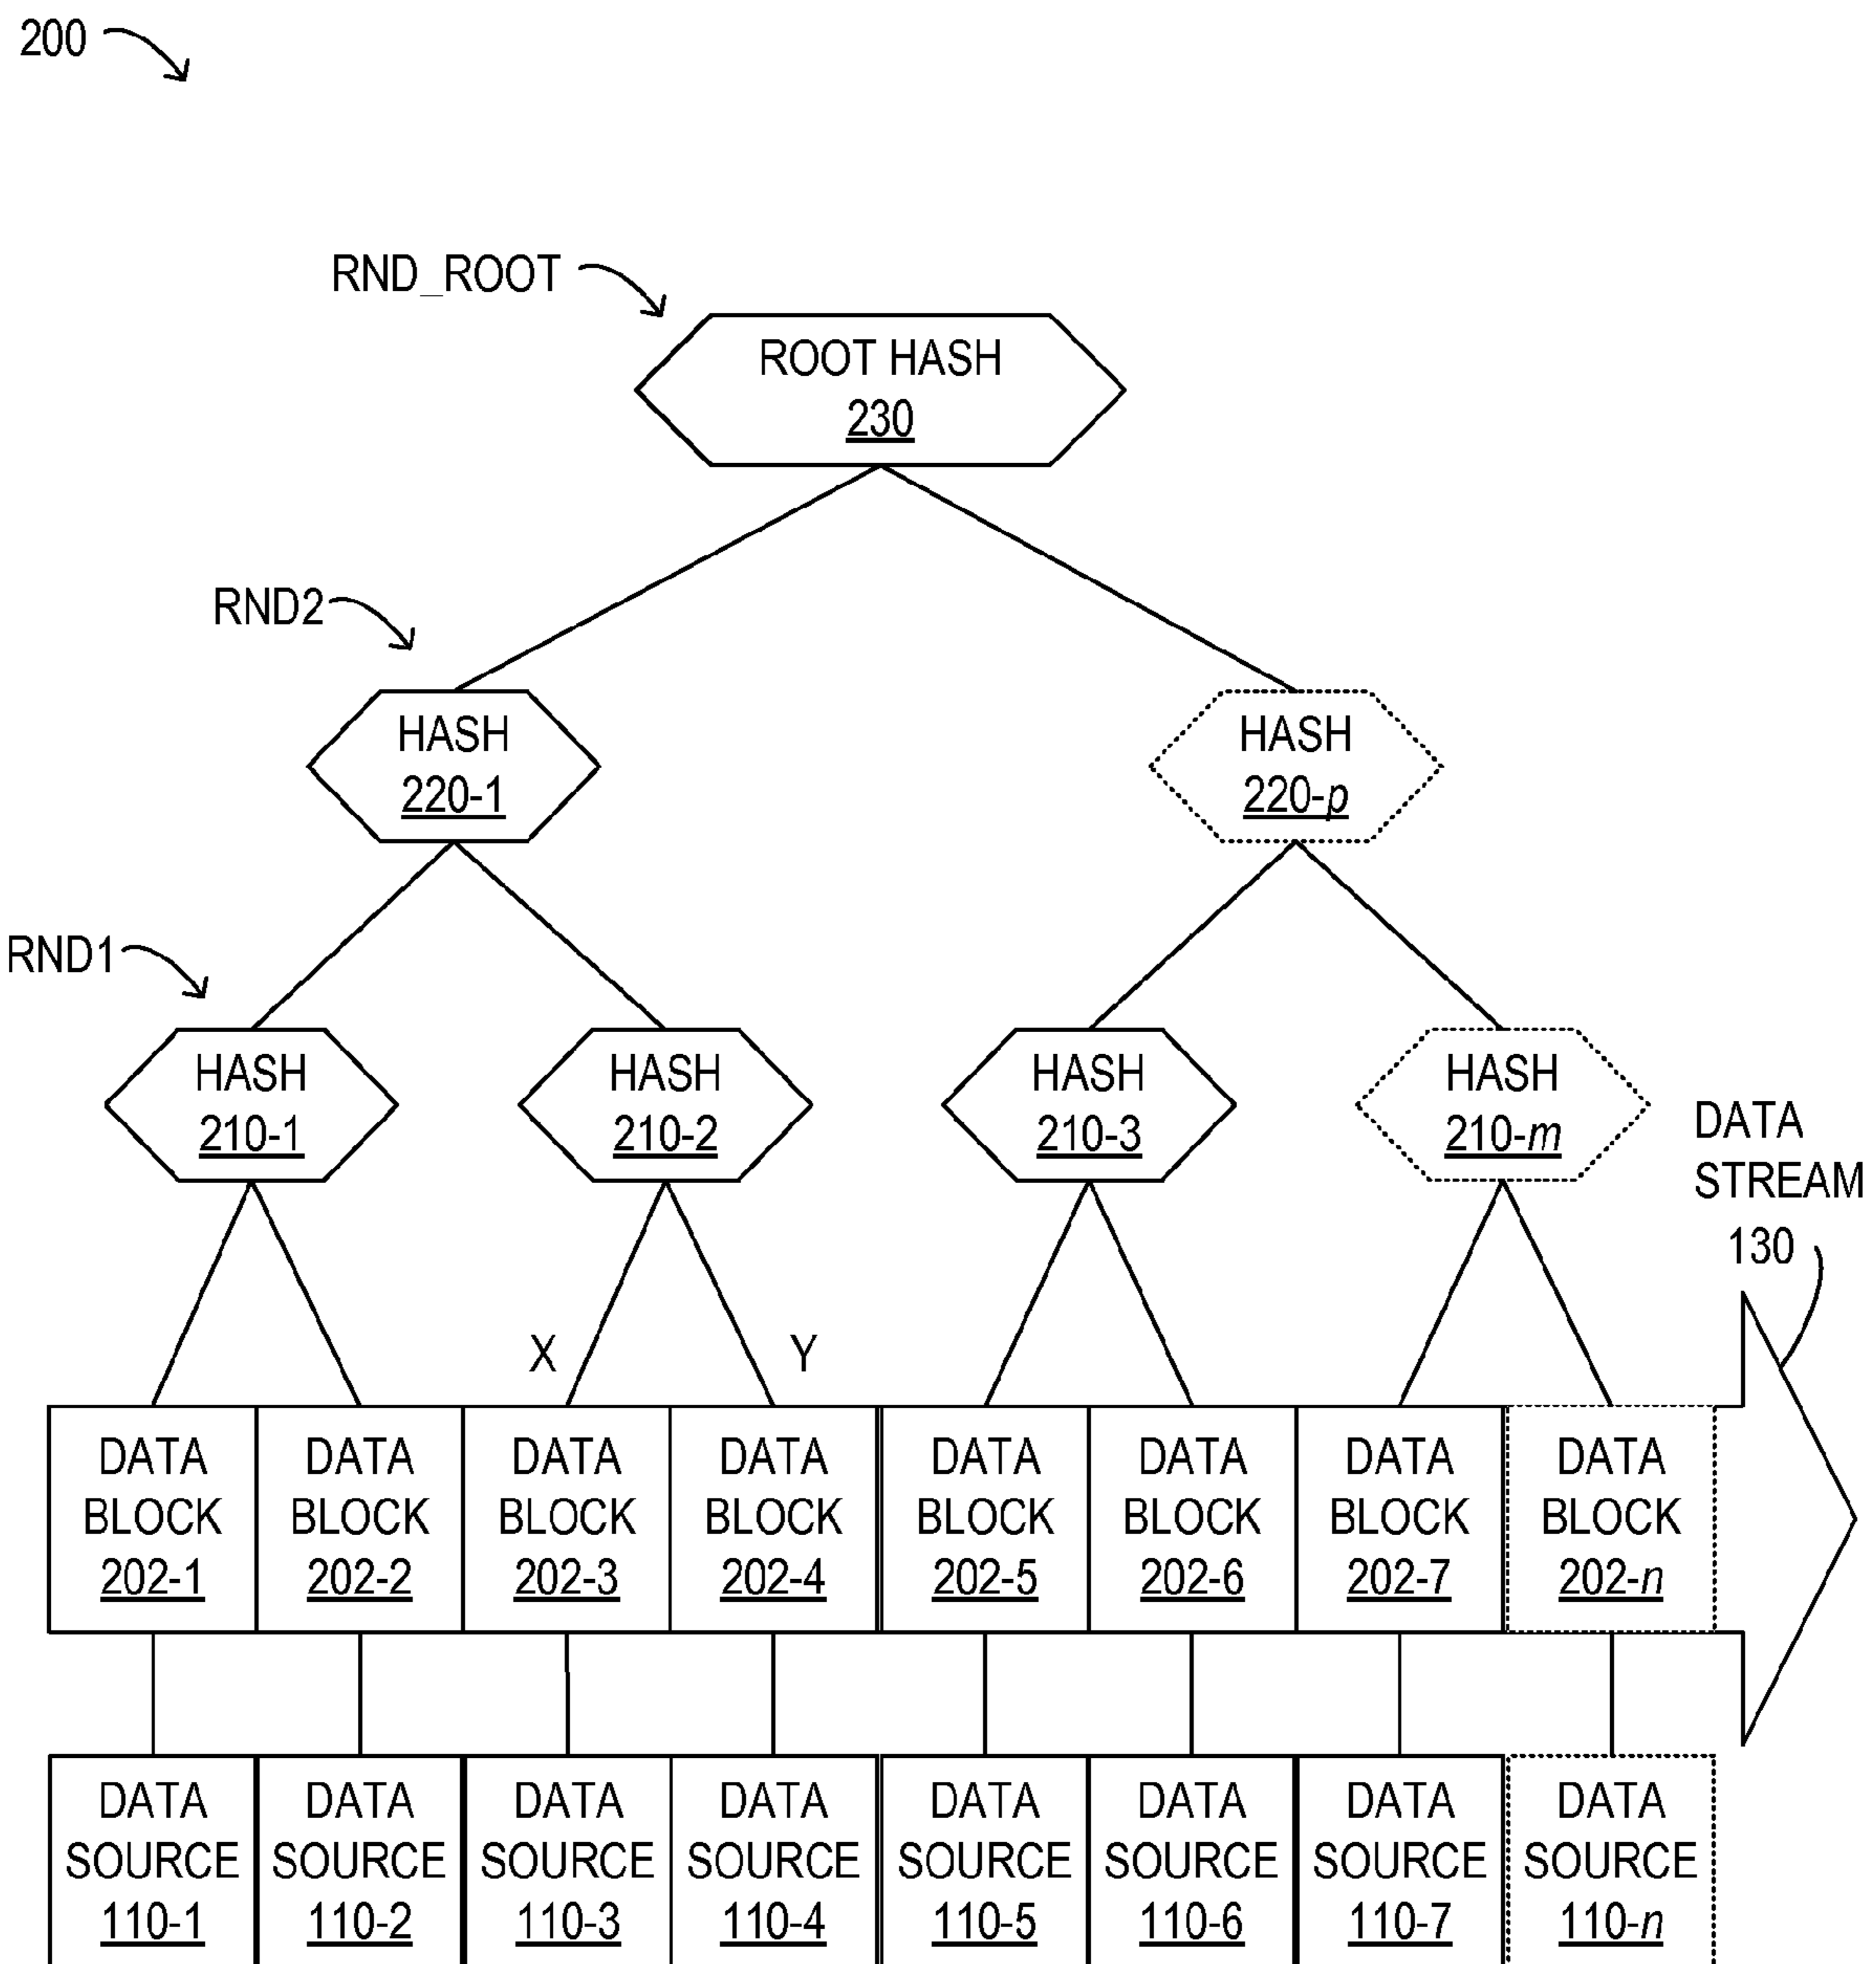 200
RND_ROOT
ROOT HASH
230
RND2
HASH
220-1
HASH
220-p
RND1
HASH
210-1
HASH
210-2
HASH
210-3
HASH
210-m
DATA
STREAM
130
X
Y
DATA
BLOCK
202-1
DATA
BLOCK
202-2
DATA
BLOCK
202-3
DATA
BLOCK
202-4
DATA
BLOCK
202-5
DATA
BLOCK
202-6
DATA
BLOCK
202-7
DATA
BLOCK
202-n
DATA
SOURCE
110-1
DATA
SOURCE
110-2
DATA
SOURCE
110-3
DATA
SOURCE
110-4
DATA
SOURCE
110-5
DATA
SOURCE
110-6
DATA
SOURCE
110-7
DATA
SOURCE
110-n